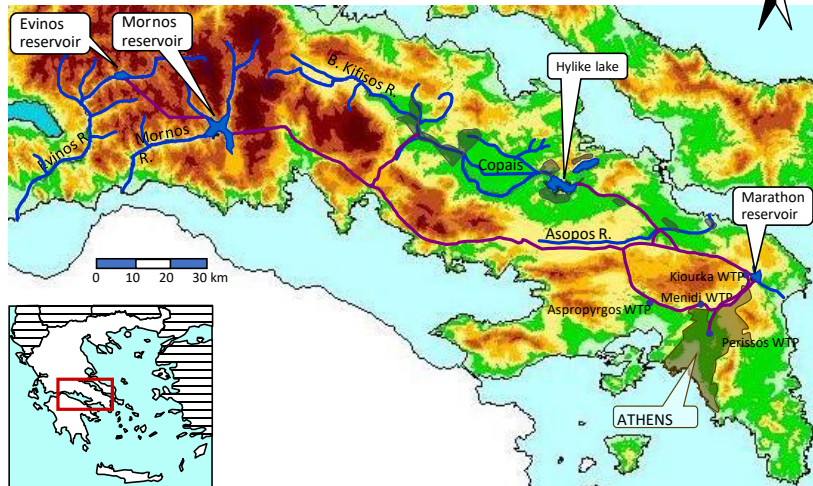 Evinos
reservoir
Mornos
reservoir
B. Kifisos R.
Hylike lake
Evinos R.
Mornos
R.
Copais
Marathon
reservoir
Asopos R.
0 10 20 30 km
Kiourka WTP
Menidi WTP
Aspropyrgos WTP
Perissos WTP
ATHENS